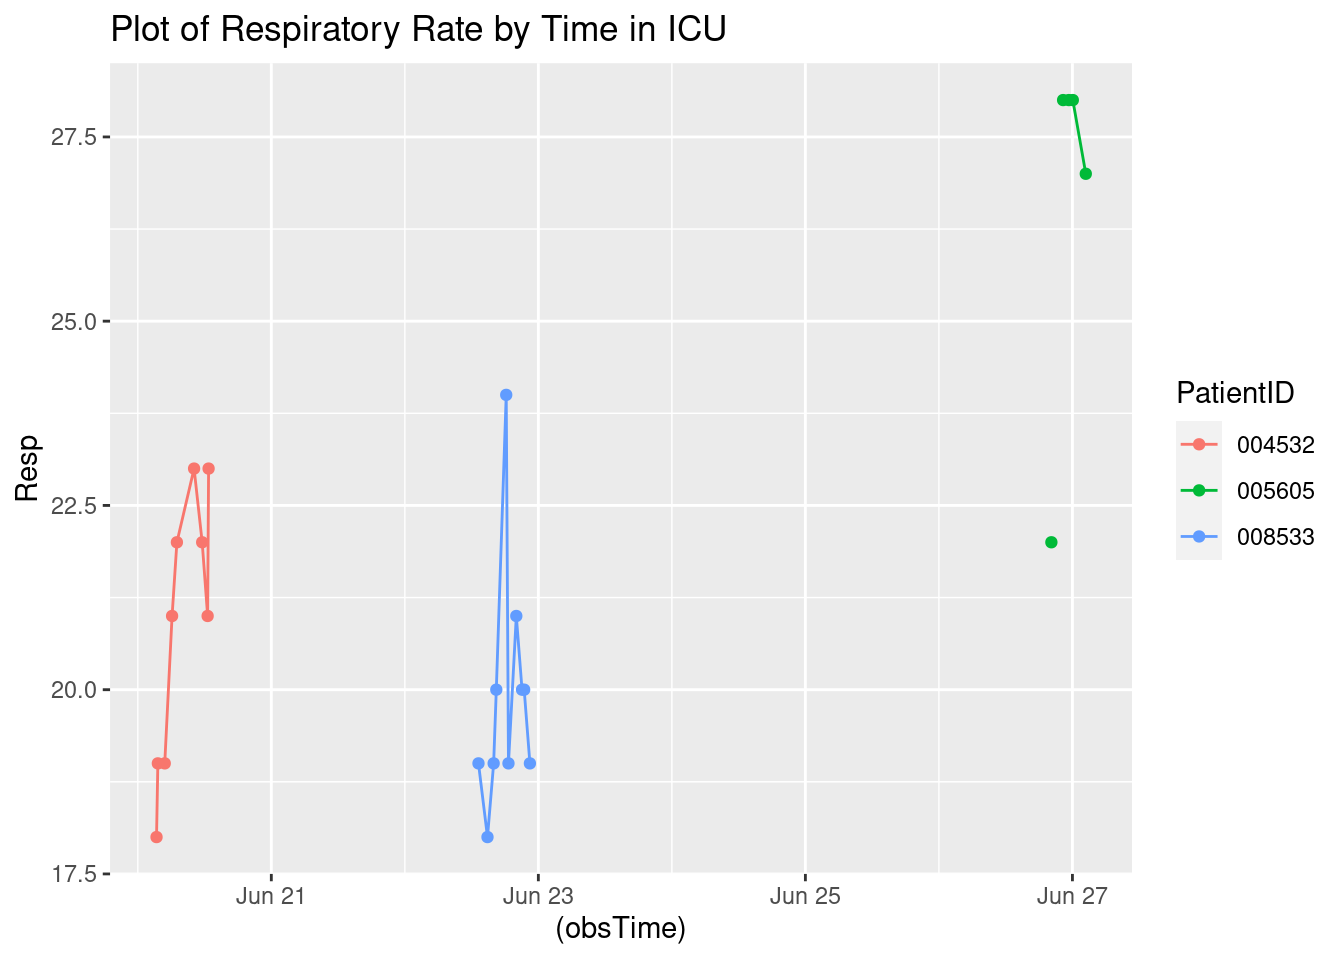 Plot of Respiratory Rate by Time in ICU
27.5
25.0
22.5
20.0
17.5
Resp
Jun 21 Jun 23 Jun 25 Jun 27
(obsTime)
PatientID
004532
005605
008533